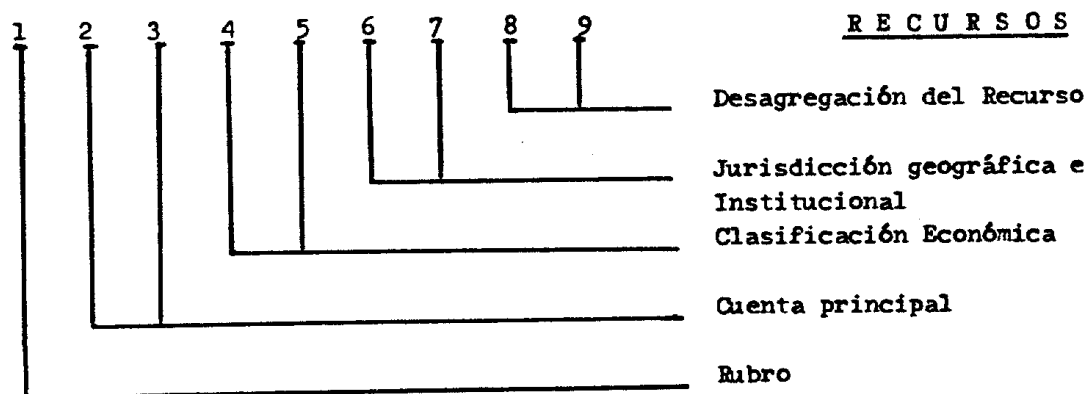 1 2 3 4 5 6 7 8 9
R E C U R S O S
Desagregación del Recurso
Jurisdicción geográfica e
Institucional
Clasificación Económica
Cuenta principal
Rubro